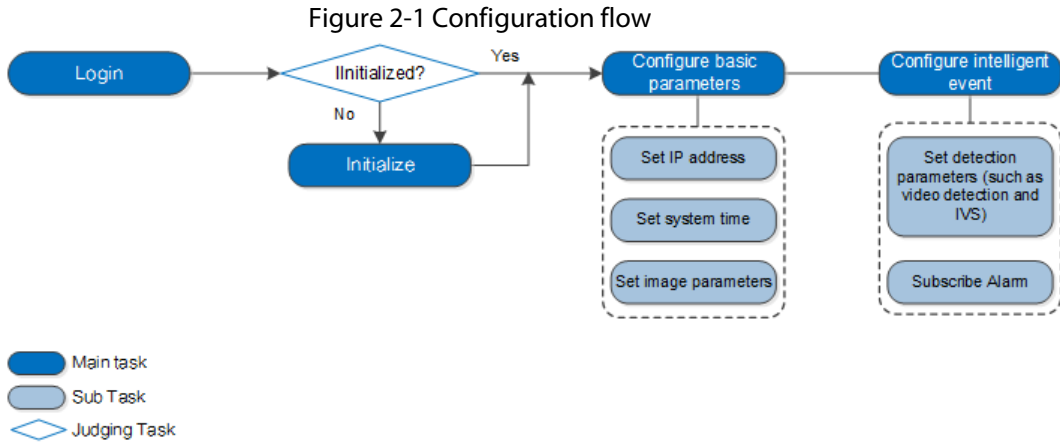 Figure 2-1 Configuration flow
Login
IInitialized?
Yes
No
Initialize
Configure basic
parameters
Set IP address
Set system time
Set image parameters
Configure intelligent
event
Set detection
parameters (such as
video detection and
IVS)
Subscribe Alarm
Main task
Sub Task
Judging Task